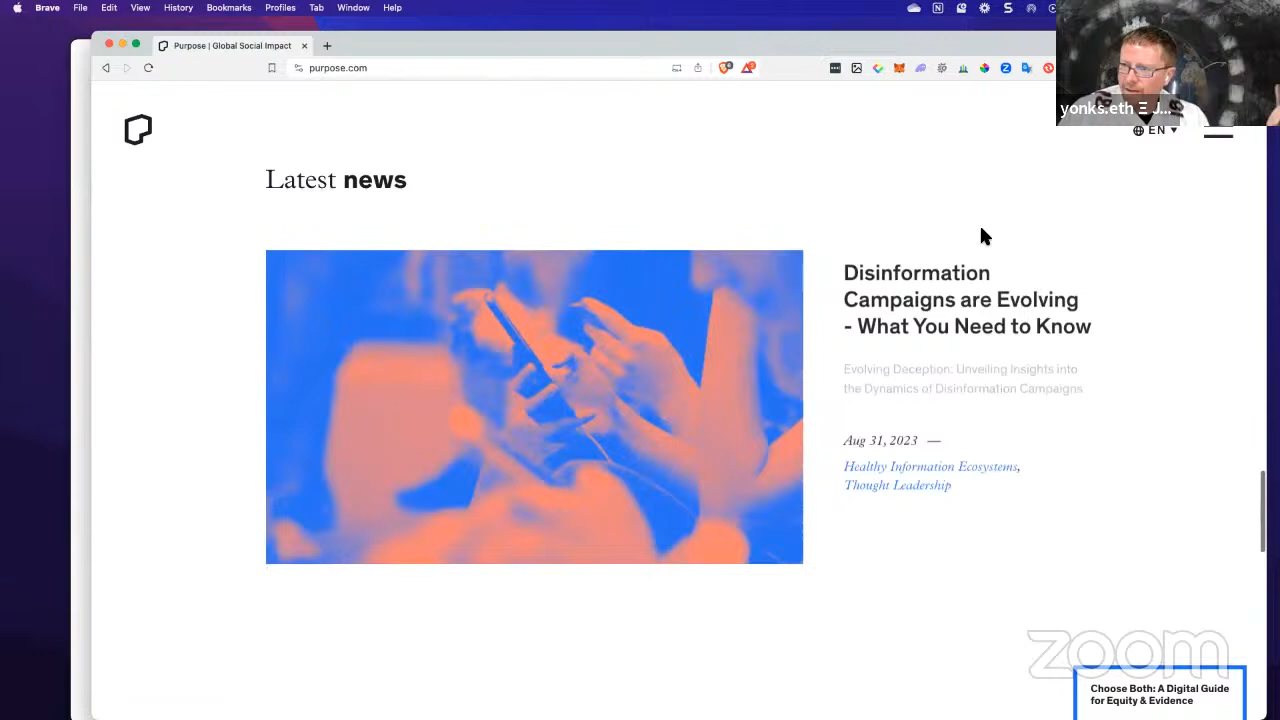 Brave File Edit View History Bookmarks Profiles Tab Window Help
Purpose | Global Social Impact
purpose.com
yonks.eth Ξ J...
EN
Latest news
Disinformation
Campaigns are Evolving
- What You Need to Know
Evolving Deception: Unveiling Insights into
the Dynamics of Disinformation Campaigns
Aug 31, 2023 —
Healthy Information Ecosystems,
Thought Leadership
zoom
Choose Both: A Digital Guide
for Equity & Evidence